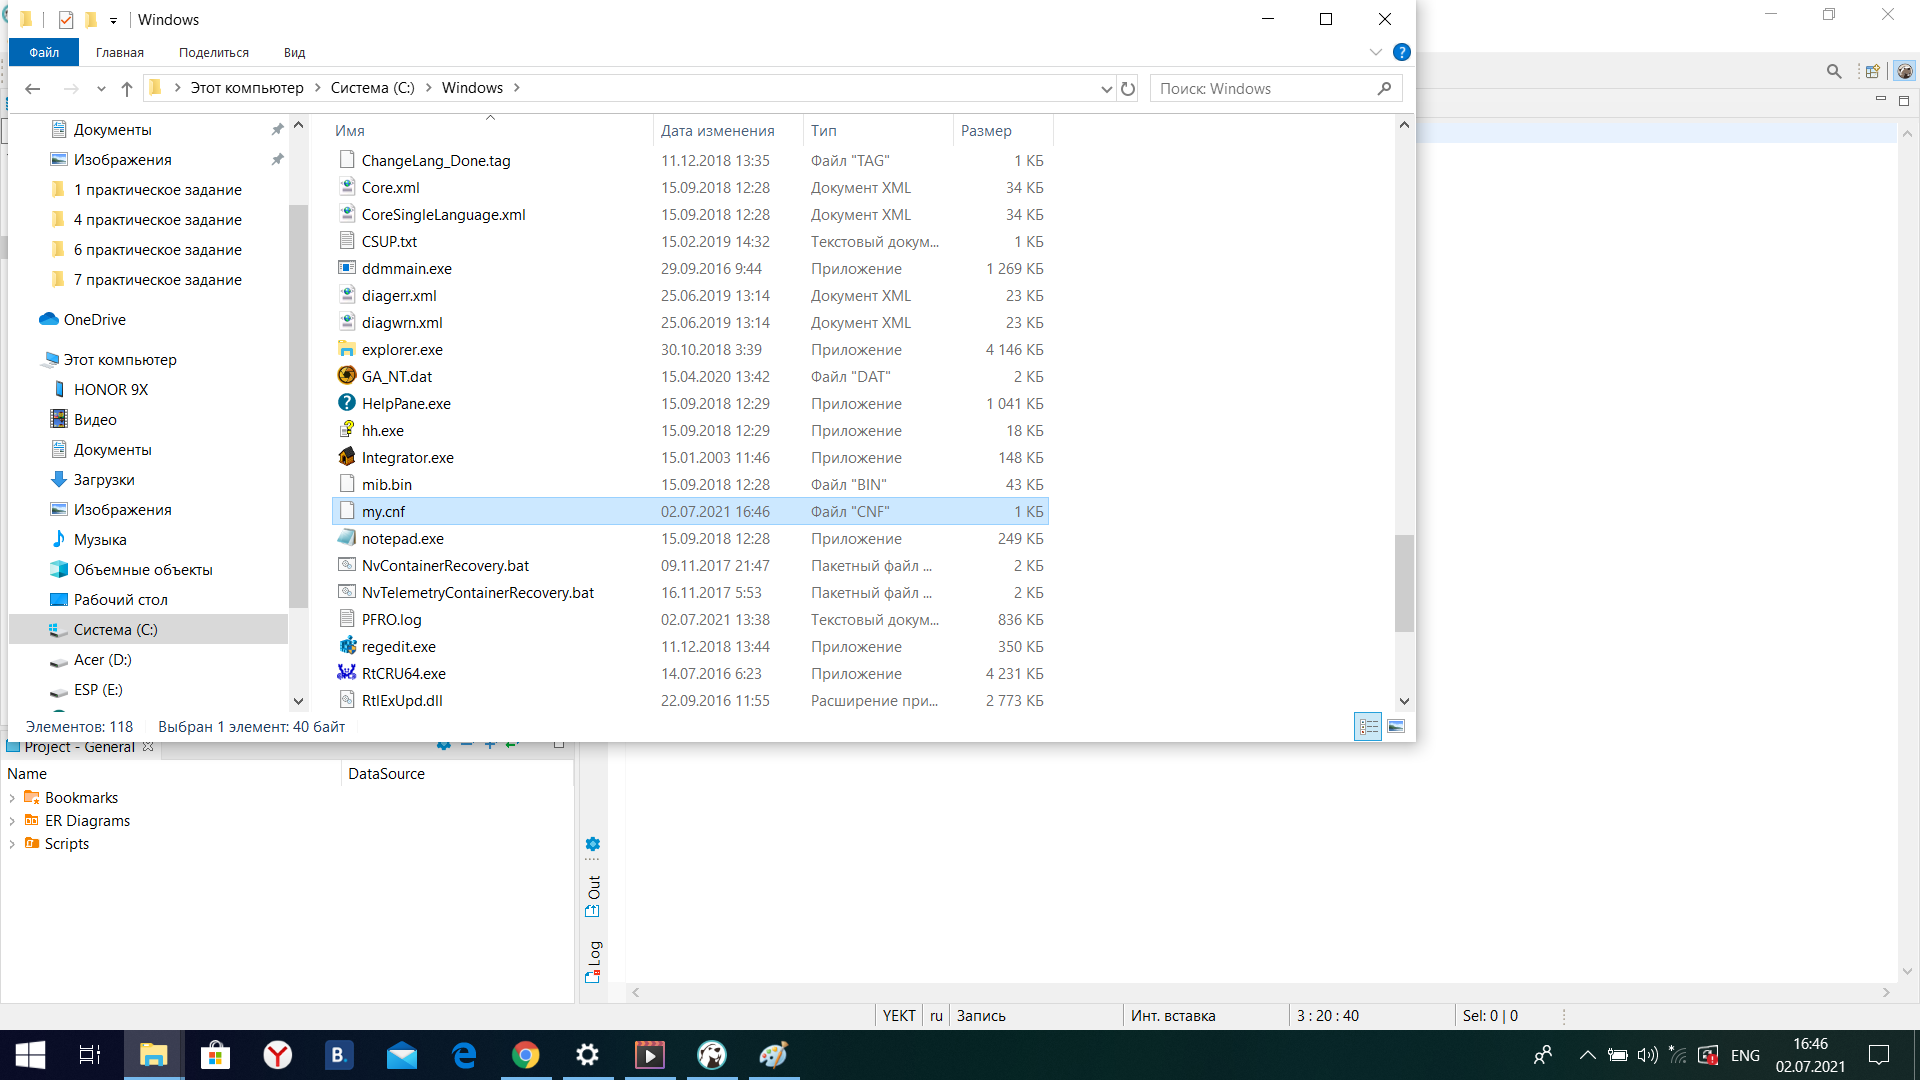 Windows
Файл Главная Поделиться Вид
Этот компьютер Система (C:) Windows
Поиск: Windows
Документы
Изображения
1 практическое задание
4 практическое задание
6 практическое задание
7 практическое задание
OneDrive
Этот компьютер
HONOR 9X
Видео
Документы
Загрузки
Изображения
Музыка
Объемные объекты
Рабочий стол
Система (C:)
Acer (D:)
ESP (E:)
Имя Дата изменения Тип Размер
ChangeLang_Done.tag 11.12.2018 13:35 Файл "TAG" 1 КБ
Core.xml 15.09.2018 12:28 Документ XML 34 КБ
CoreSingleLanguage.xml 15.09.2018 12:28 Документ XML 34 КБ
CSUP.txt 15.02.2019 14:32 Текстовый докум... 1 КБ
ddmmain.exe 29.09.2016 9:44 Приложение 1 269 КБ
diagerr.xml 25.06.2019 13:14 Документ XML 23 КБ
diagwrn.xml 25.06.2019 13:14 Документ XML 23 КБ
explorer.exe 30.10.2018 3:39 Приложение 4 146 КБ
GA_NT.dat 15.04.2020 13:42 Файл "DAT" 2 КБ
HelpPane.exe 15.09.2018 12:29 Приложение 1 041 КБ
hh.exe 15.09.2018 12:29 Приложение 18 КБ
Integrator.exe 15.01.2003 11:46 Приложение 148 КБ
mib.bin 15.09.2018 12:28 Файл "BIN" 43 КБ
my.cnf 02.07.2021 16:46 Файл "CNF" 1 КБ
notepad.exe 15.09.2018 12:28 Приложение 249 КБ
NvContainerRecovery.bat 09.11.2017 21:47 Пакетный файл ... 2 КБ
NvTelemetryContainerRecovery.bat 16.11.2017 5:53 Пакетный файл ... 2 КБ
PFRO.log 02.07.2021 13:38 Текстовый докум... 836 КБ
regedit.exe 11.12.2018 13:44 Приложение 350 КБ
RtCRU64.exe 14.07.2016 6:23 Приложение 4 231 КБ
RtlExUpd.dll 22.09.2016 11:55 Расширение при... 2 773 КБ
Элементов: 118 Выбран 1 элемент: 40 байт
Project - General
Name DataSource
Bookmarks
ER Diagrams
Scripts
Out
Log
YEKT ru Запись Инт. вставка 3 : 20 : 40 Sel: 0 | 0
B.
ENG
16:46
02.07.2021